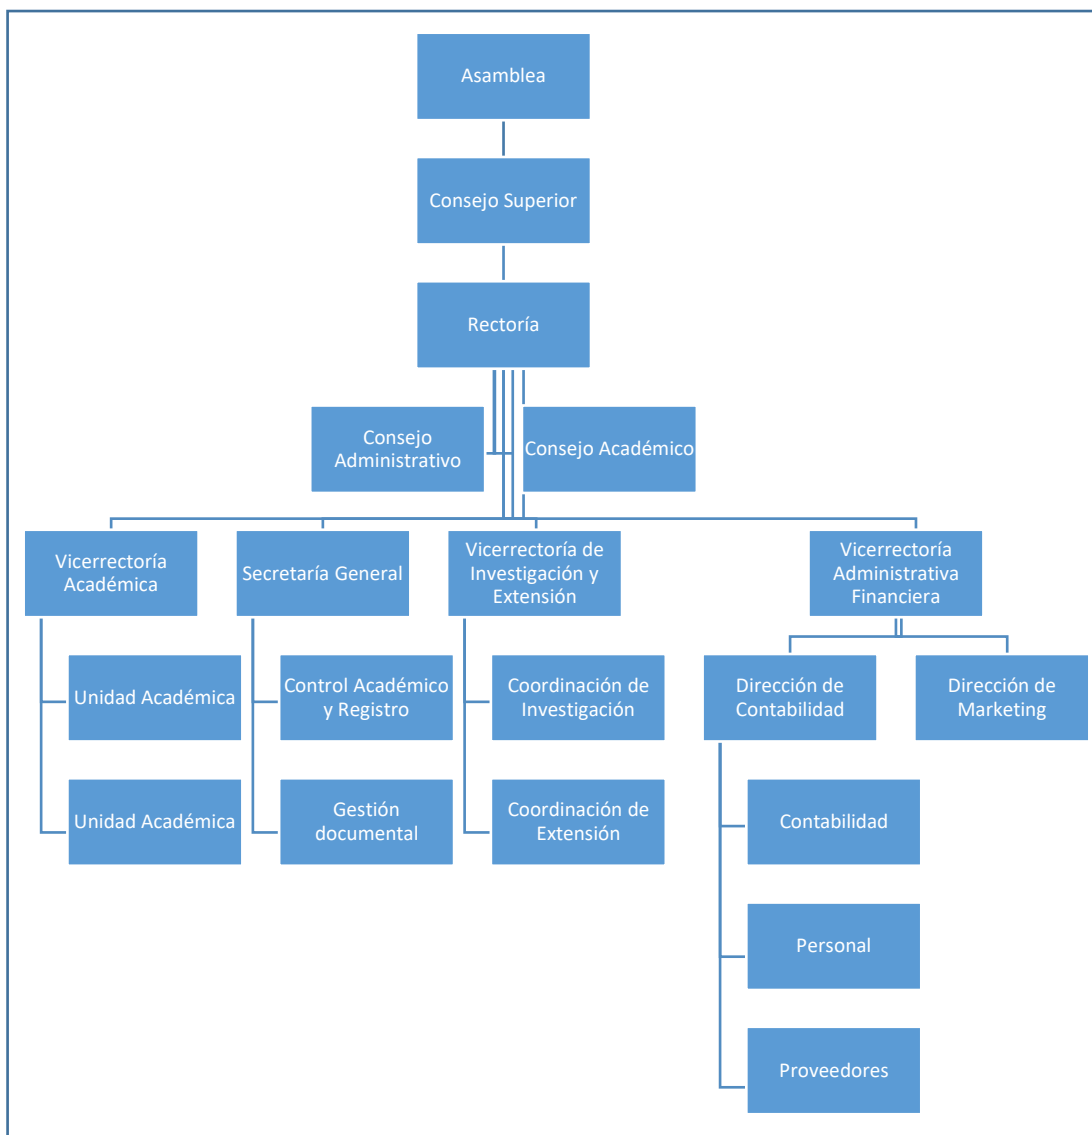 Asamblea
Consejo Superior
Rectoría
Consejo
Administrativo
Consejo Académico
Vicerrectoría
Académica
Secretaría General
Vicerrectoría de
Investigación y
Extensión
Vicerrectoría
Administrativa
Financiera
Unidad Académica
Control Académico
y Registro
Coordinación de
Investigación
Dirección de
Contabilidad
Dirección de
Marketing
Unidad Académica
Gestión
documental
Coordinación de
Extensión
Contabilidad
Personal
Proveedores